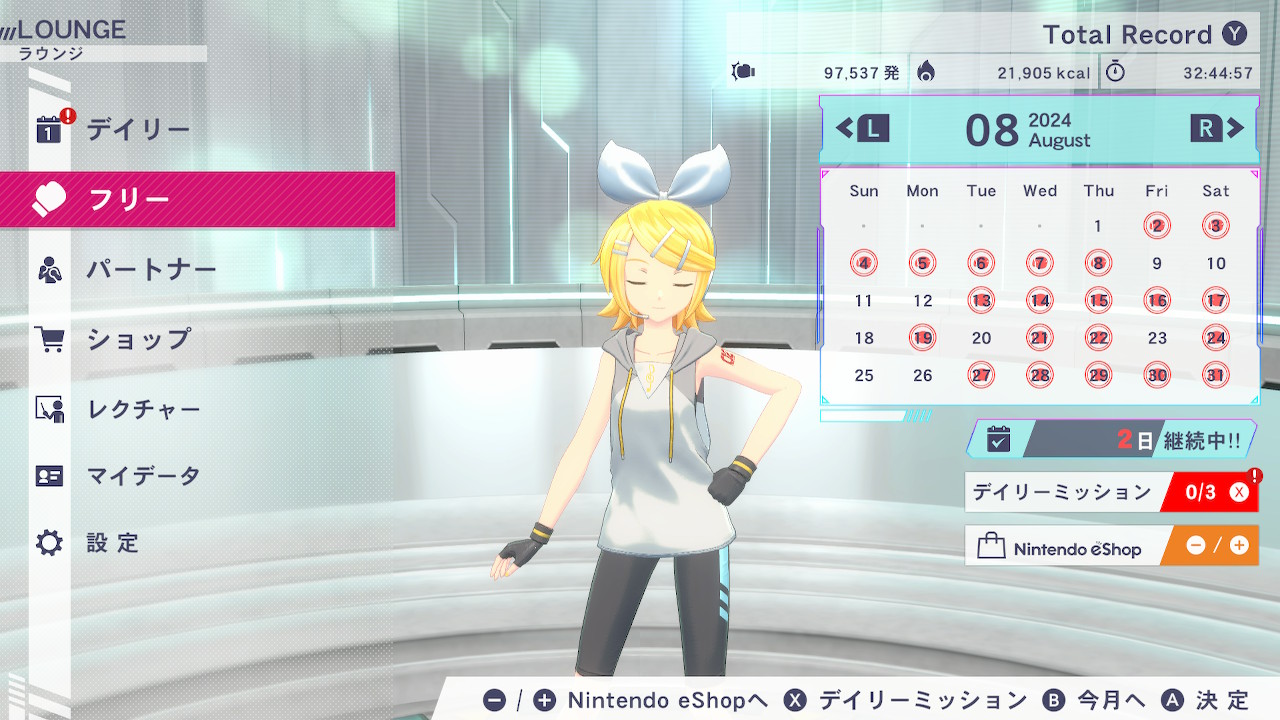 LOUNGE
ラウンジ
1 デイリー
フリー
パートナー
ショップ
レクチャー
マイデータ
設定
Total Record Y
97,537 発 21,905 kcal 32:44:57
L 08 2024 August R
Sun Mon Tue Wed Thu Fri Sat
1 2 3
4 5 6 7 8 9 10
11 12 13 14 15 16 17
18 19 20 21 22 23 24
25 26 27 28 29 30 31
2日 継続中!!
デイリーミッション 0/3 X !
Nintendo eShop − / +
− / + Nintendo eShopへ X デイリーミッション B 今月へ A 決定